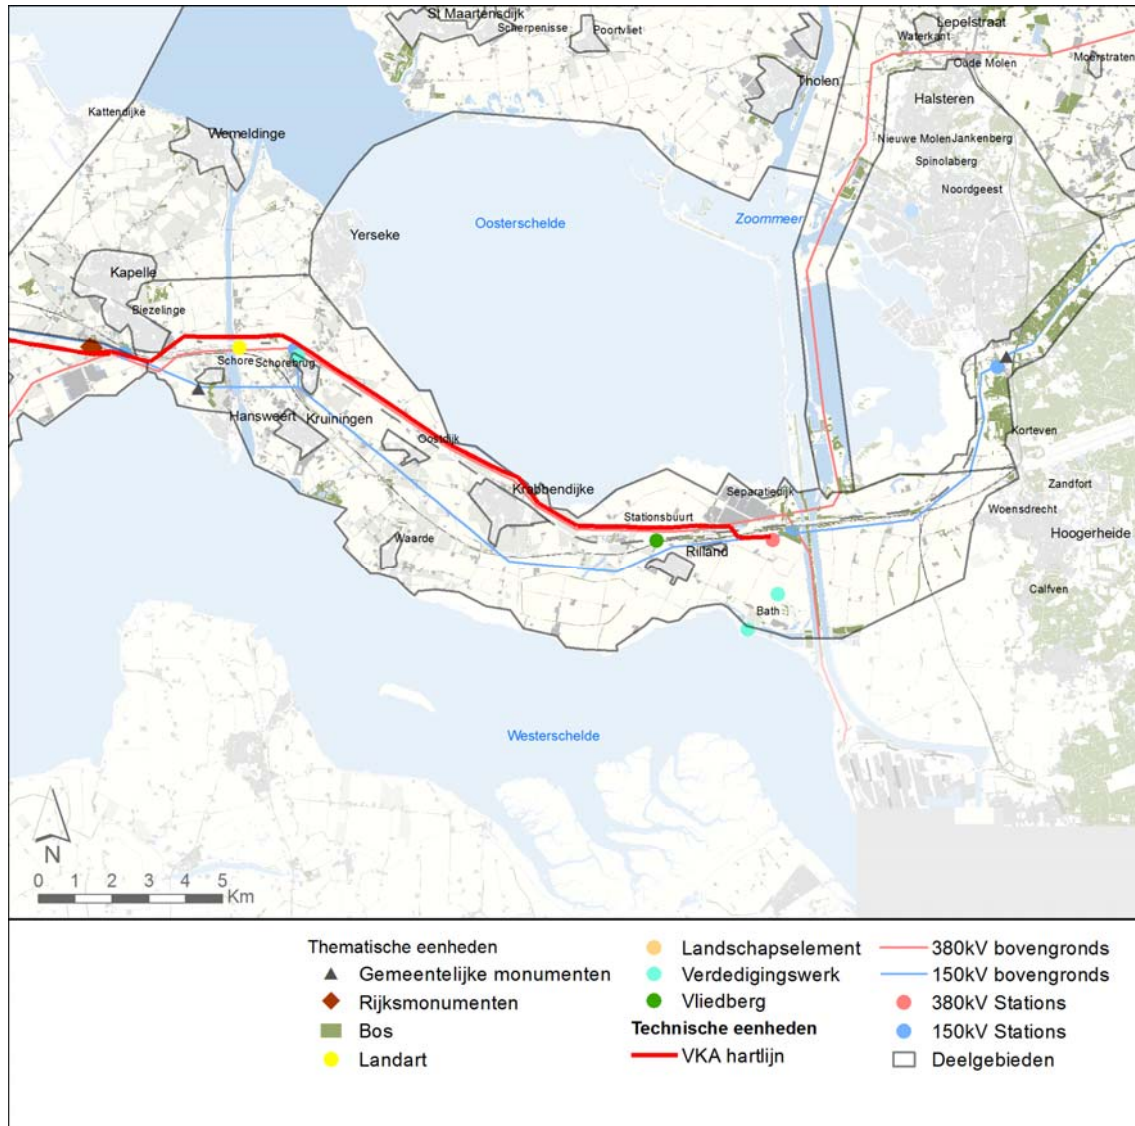 St Maartensdijk
Scherpenisse
Poortvliet
Lepelstraat
Waterkant
Oude Molen
Moerstraten
Tholen
Halsteren
Kattendijke
Wemeldinge
Nieuwe Molen
Jankenberg
Spinolaberg
Noordgeest
Oosterschelde
Zoommeer
Yerseke
Kapelle
Biezelinge
Schore
Schorebrug
Hansweert
Kruiningen
Oostdijk
Korteven
Krabbendijke
Separatiedijk
Zandfort
Stationsbuurt
Woensdrecht
Waarde
Rilland
Hoogerheide
Calfven
Bath
Westerschelde
N
0 1 2 3 4 5
Km
Thematische eenheden
Gemeentelijke monumenten
Rijksmonumenten
Bos
Landart
Landschapselement
Verdedigingswerk
Vliedberg
Technische eenheden
VKA hartlijn
380kV bovengronds
150kV bovengronds
380kV Stations
150kV Stations
Deelgebieden